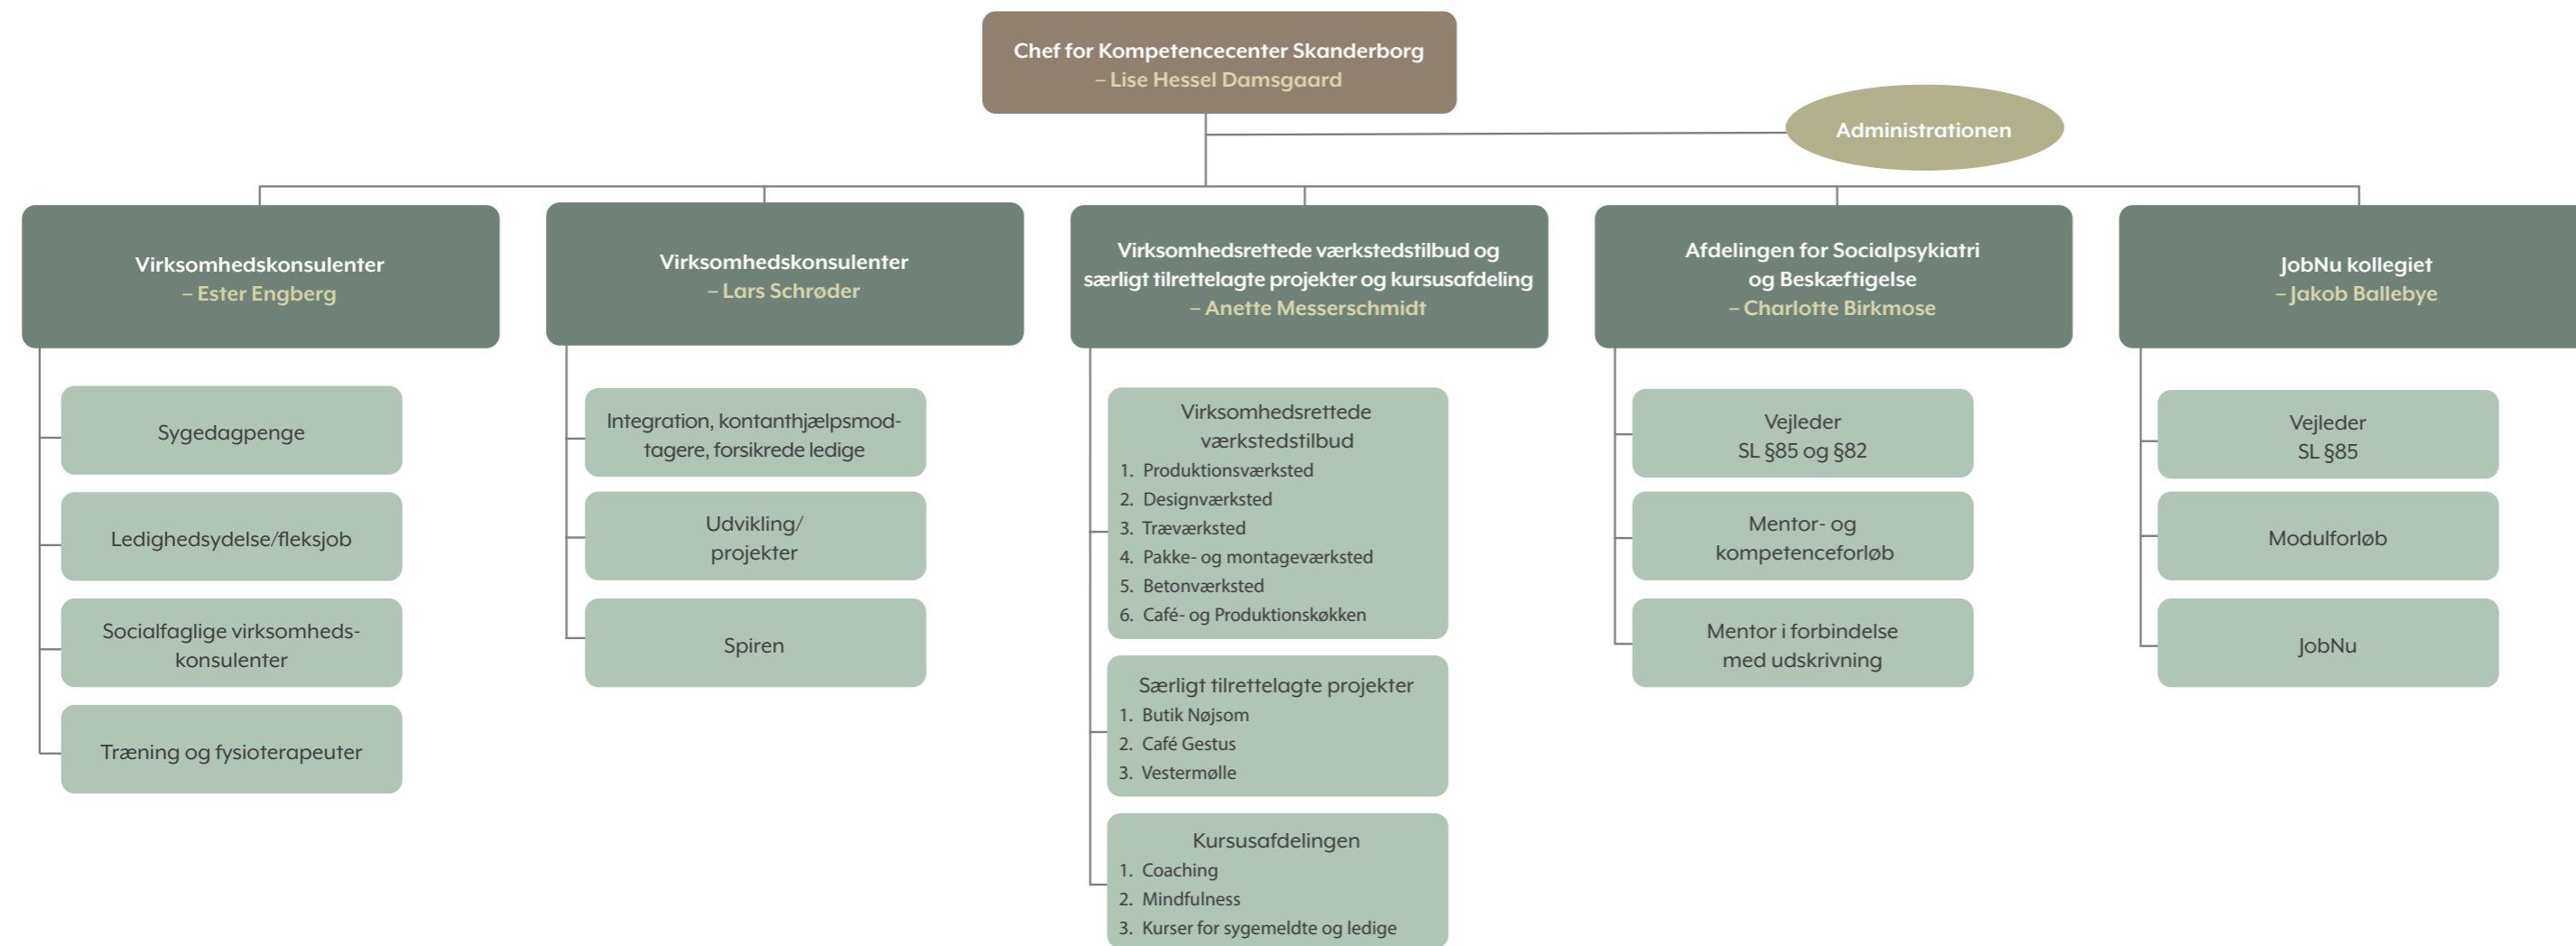 Chef for Kompetencecenter Skanderborg
– Lise Hessel Damsgaard
Administrationen
Virksomhedskonsulenter
– Ester Engberg
Sygedagpenge
Ledighedsydelse/fleksjob
Socialfaglige virksomheds-
konsulenter
Træning og fysioterapeuter
Virksomhedskonsulenter
– Lars Schrøder
Integration, kontanthjælpsmod-
tagere, forsikrede ledige
Udvikling/
projekter
Spiren
Virksomhedsrettede værkstedstilbud og
særligt tilrettelagte projekter og kursusafdeling
– Anette Messerschmidt
Virksomhedsrettede
værkstedstilbud
1. Produktionsværksted
2. Designværksted
3. Træværksted
4. Pakke- og montageværksted
5. Betonværksted
6. Café- og Produktionskøkken
Særligt tilrettelagte projekter
1. Butik Nøjsom
2. Café Gestus
3. Vestermølle
Kursusafdelingen
1. Coaching
2. Mindfulness
3. Kurser for sygemeldte og ledige
Afdelingen for Socialpsykiatri
og Beskæftigelse
– Charlotte Birkmose
Vejleder
SL §85 og §82
Mentor- og
kompetenceforløb
Mentor i forbindelse
med udskrivning
JobNu kollegiet
– Jakob Ballebye
Vejleder
SL §85
Modulforløb
JobNu